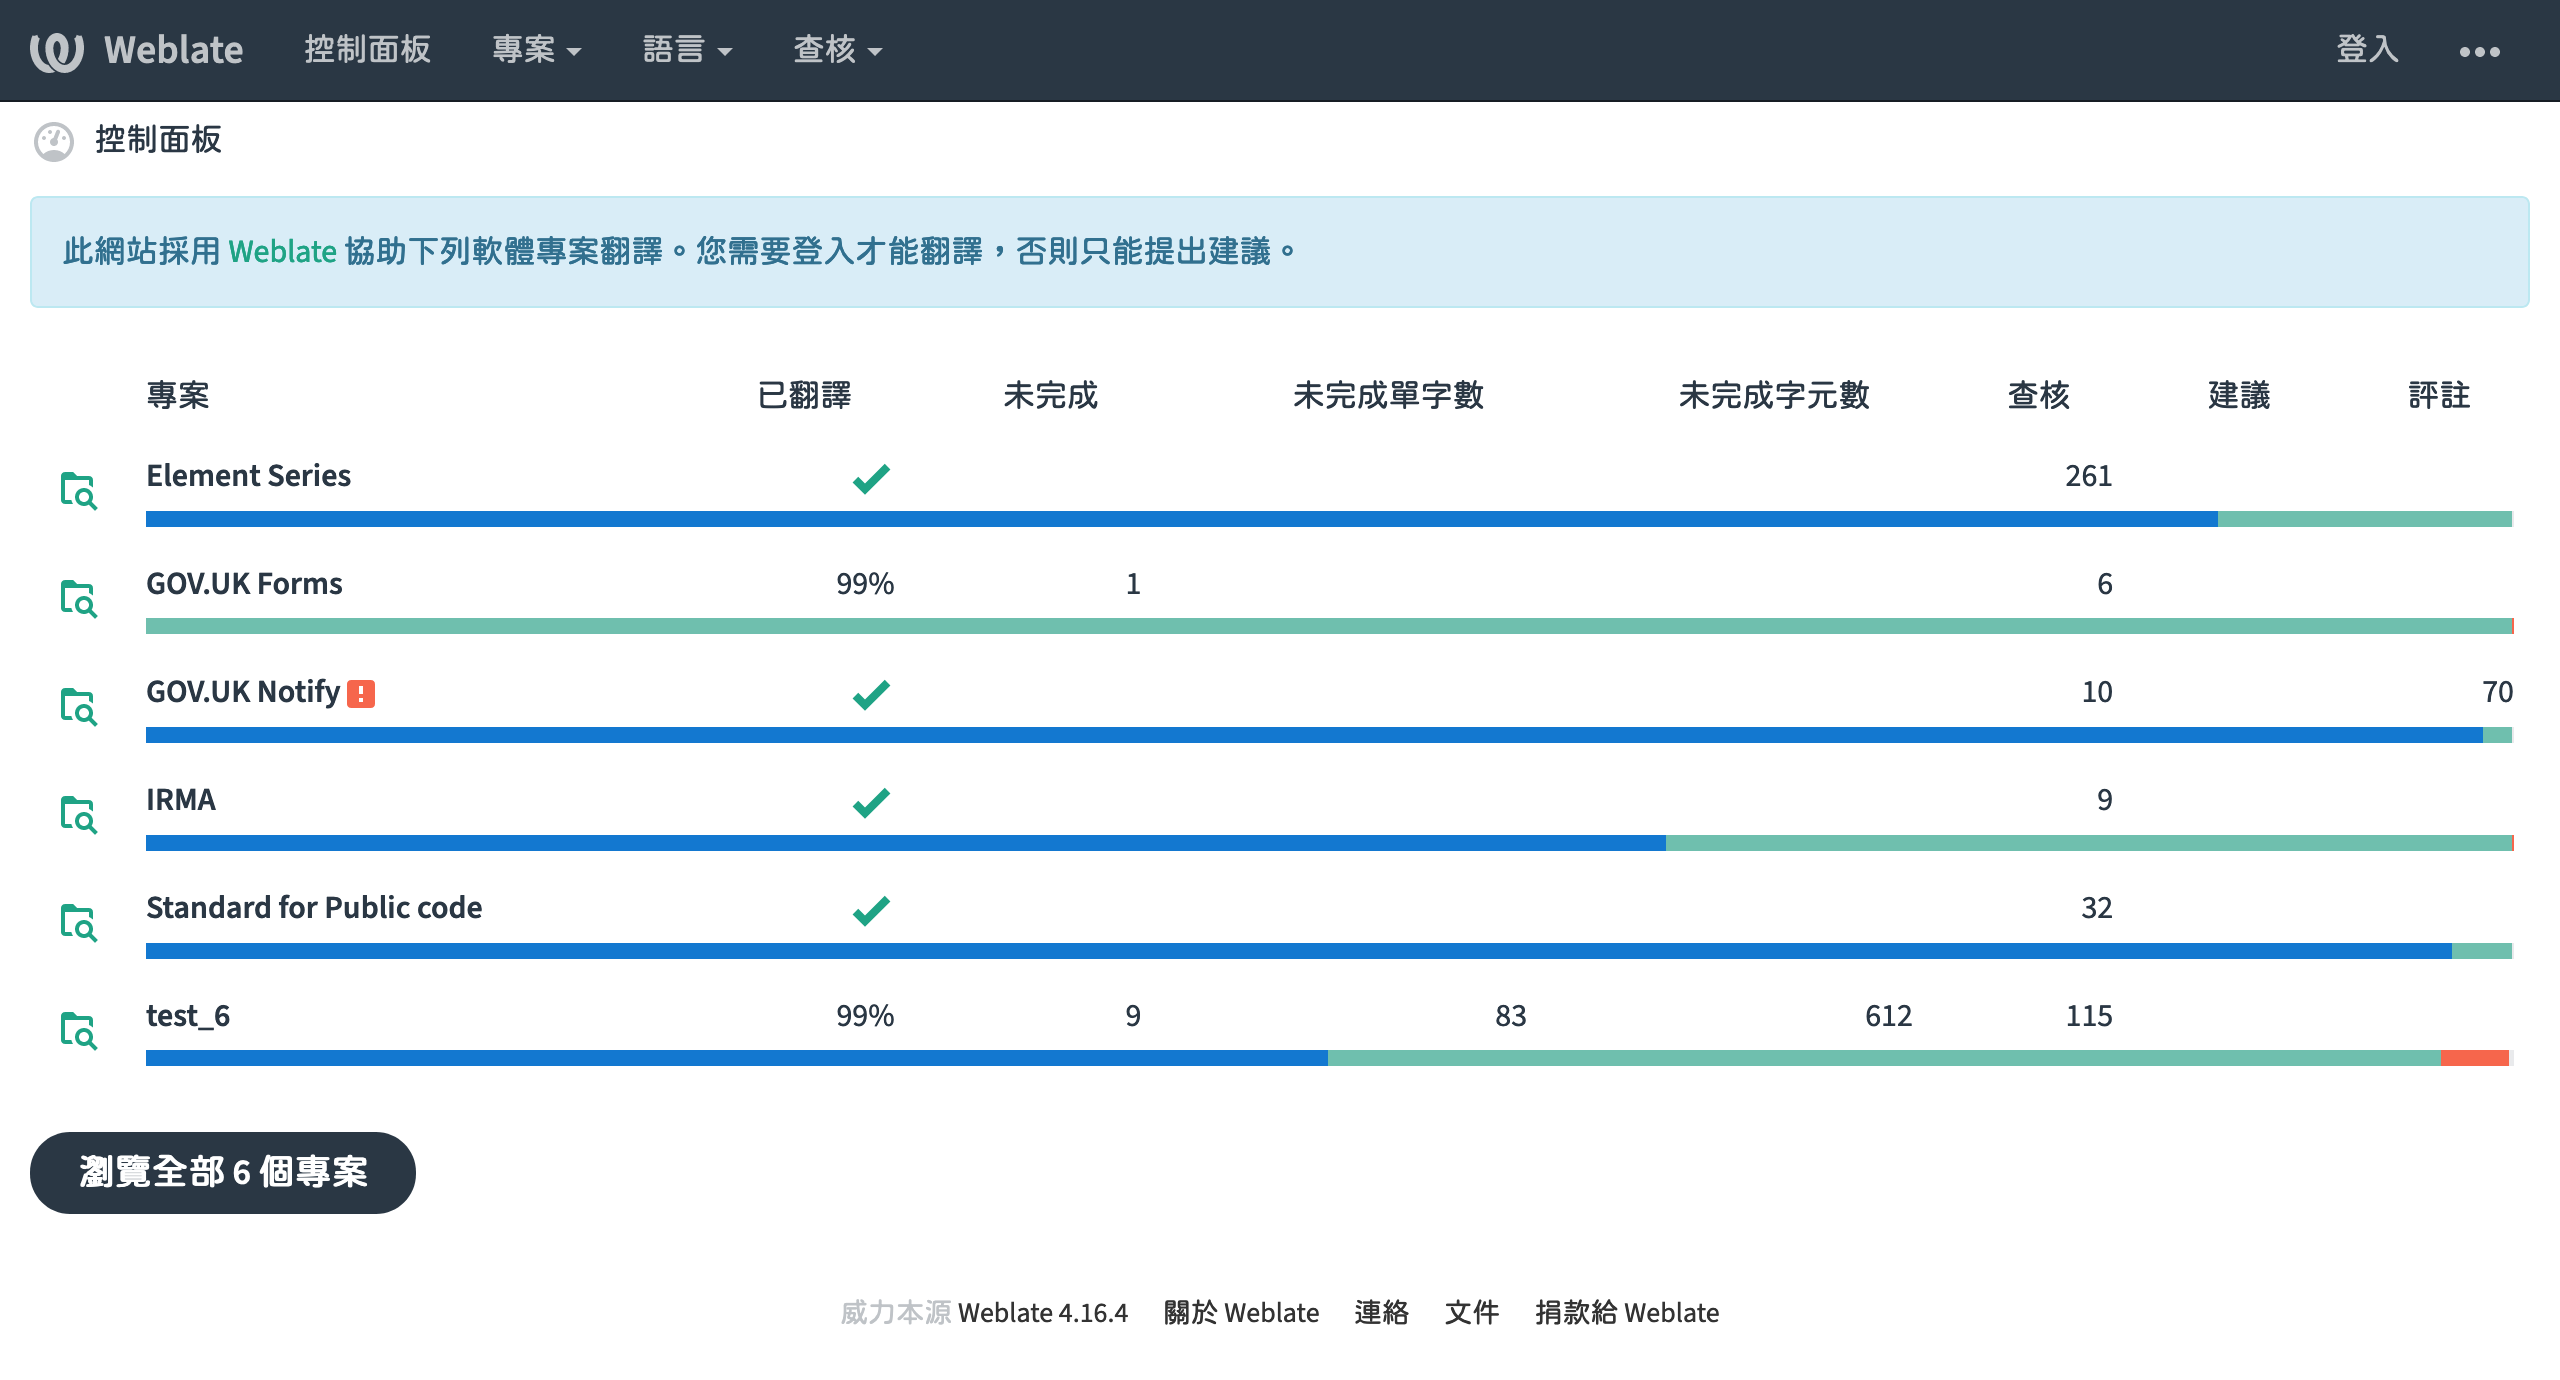 Weblate 控制面板 專案 語言 查核 登入
控制面板
此網站採用 Weblate 協助下列軟體專案翻譯。您需要登入才能翻譯，否則只能提出建議。
專案 已翻譯 未完成 未完成單字數 未完成字元數 查核 建議 評註
Element Series 261
GOV.UK Forms 99% 1 6
GOV.UK Notify 10 70
IRMA 9
Standard for Public code 32
test_6 99% 9 83 612 115
瀏覽全部 6 個專案
威力本源 Weblate 4.16.4 關於 Weblate 連絡 文件 捐款給 Weblate